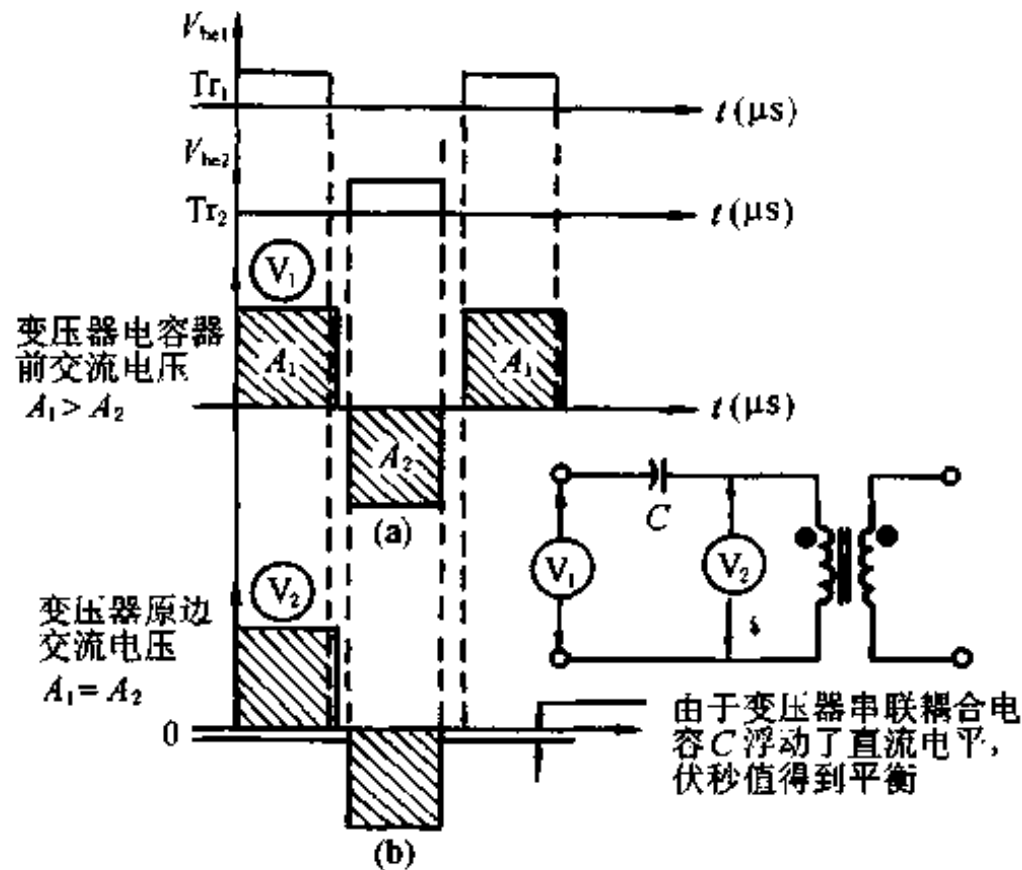 V_be1
Tr₁
t(μs)
V_be2
Tr₂
t(μs)
V₁
变压器电容器
前交流电压
A₁>A₂
A₁
A₁
t(μs)
A₂
(a)
C
V₁
V₂
V₂
变压器原边
交流电压
A₁=A₂
0
由于变压器串联耦合电
容C浮动了直流电平,
伏秒值得到平衡
(b)